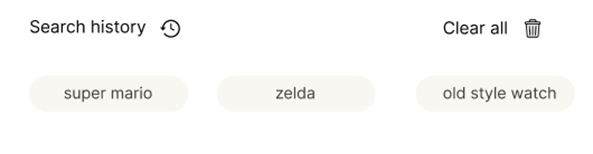 Search history Clear all
super mario zelda old style watch